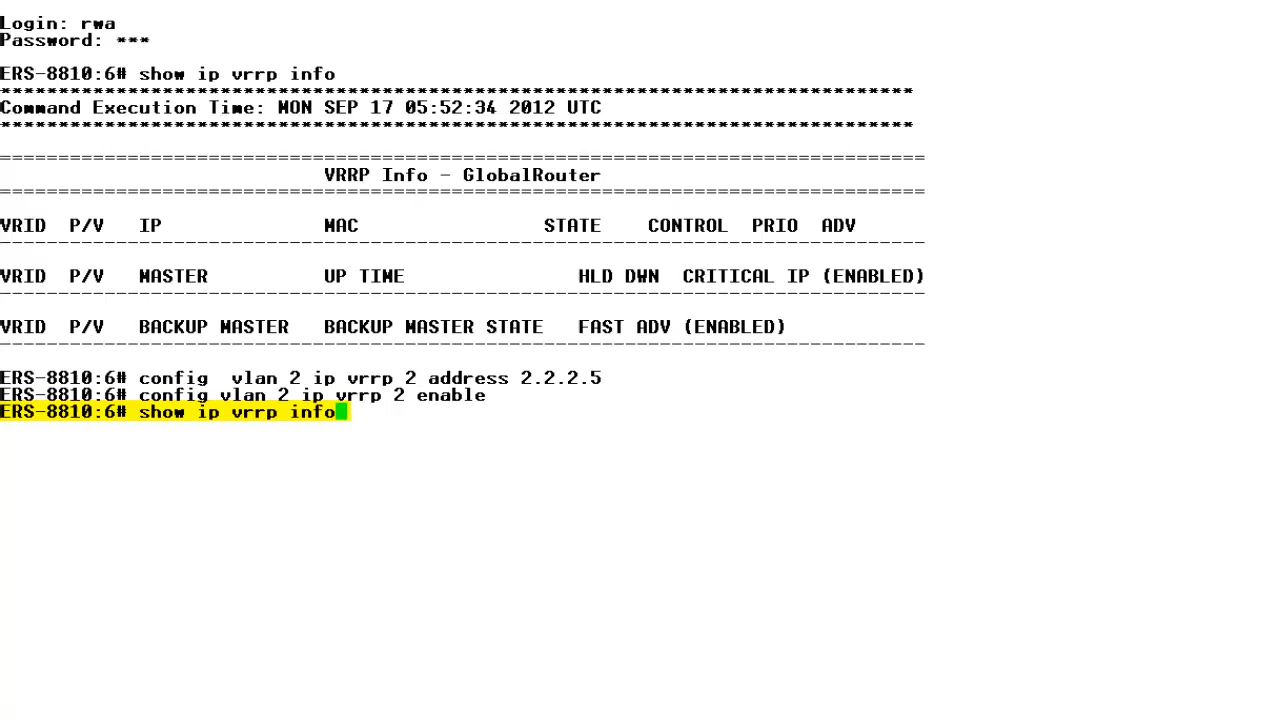 Login: rwa
Password: ***
ERS-8810:6# show ip vrrp info
*******************************************************************************
Command Execution Time: MON SEP 17 05:52:34 2012 UTC
*******************************************************************************
================================================================================
VRRP Info - GlobalRouter
================================================================================
VRID P/V IP MAC STATE CONTROL PRIO ADV
--------------------------------------------------------------------------------
VRID P/V MASTER UP TIME HLD DWN CRITICAL IP (ENABLED)
--------------------------------------------------------------------------------
VRID P/V BACKUP MASTER BACKUP MASTER STATE FAST ADV (ENABLED)
--------------------------------------------------------------------------------
ERS-8810:6# config  vlan 2 ip vrrp 2 address 2.2.2.5
ERS-8810:6# config vlan 2 ip vrrp 2 enable
ERS-8810:6# show ip vrrp info